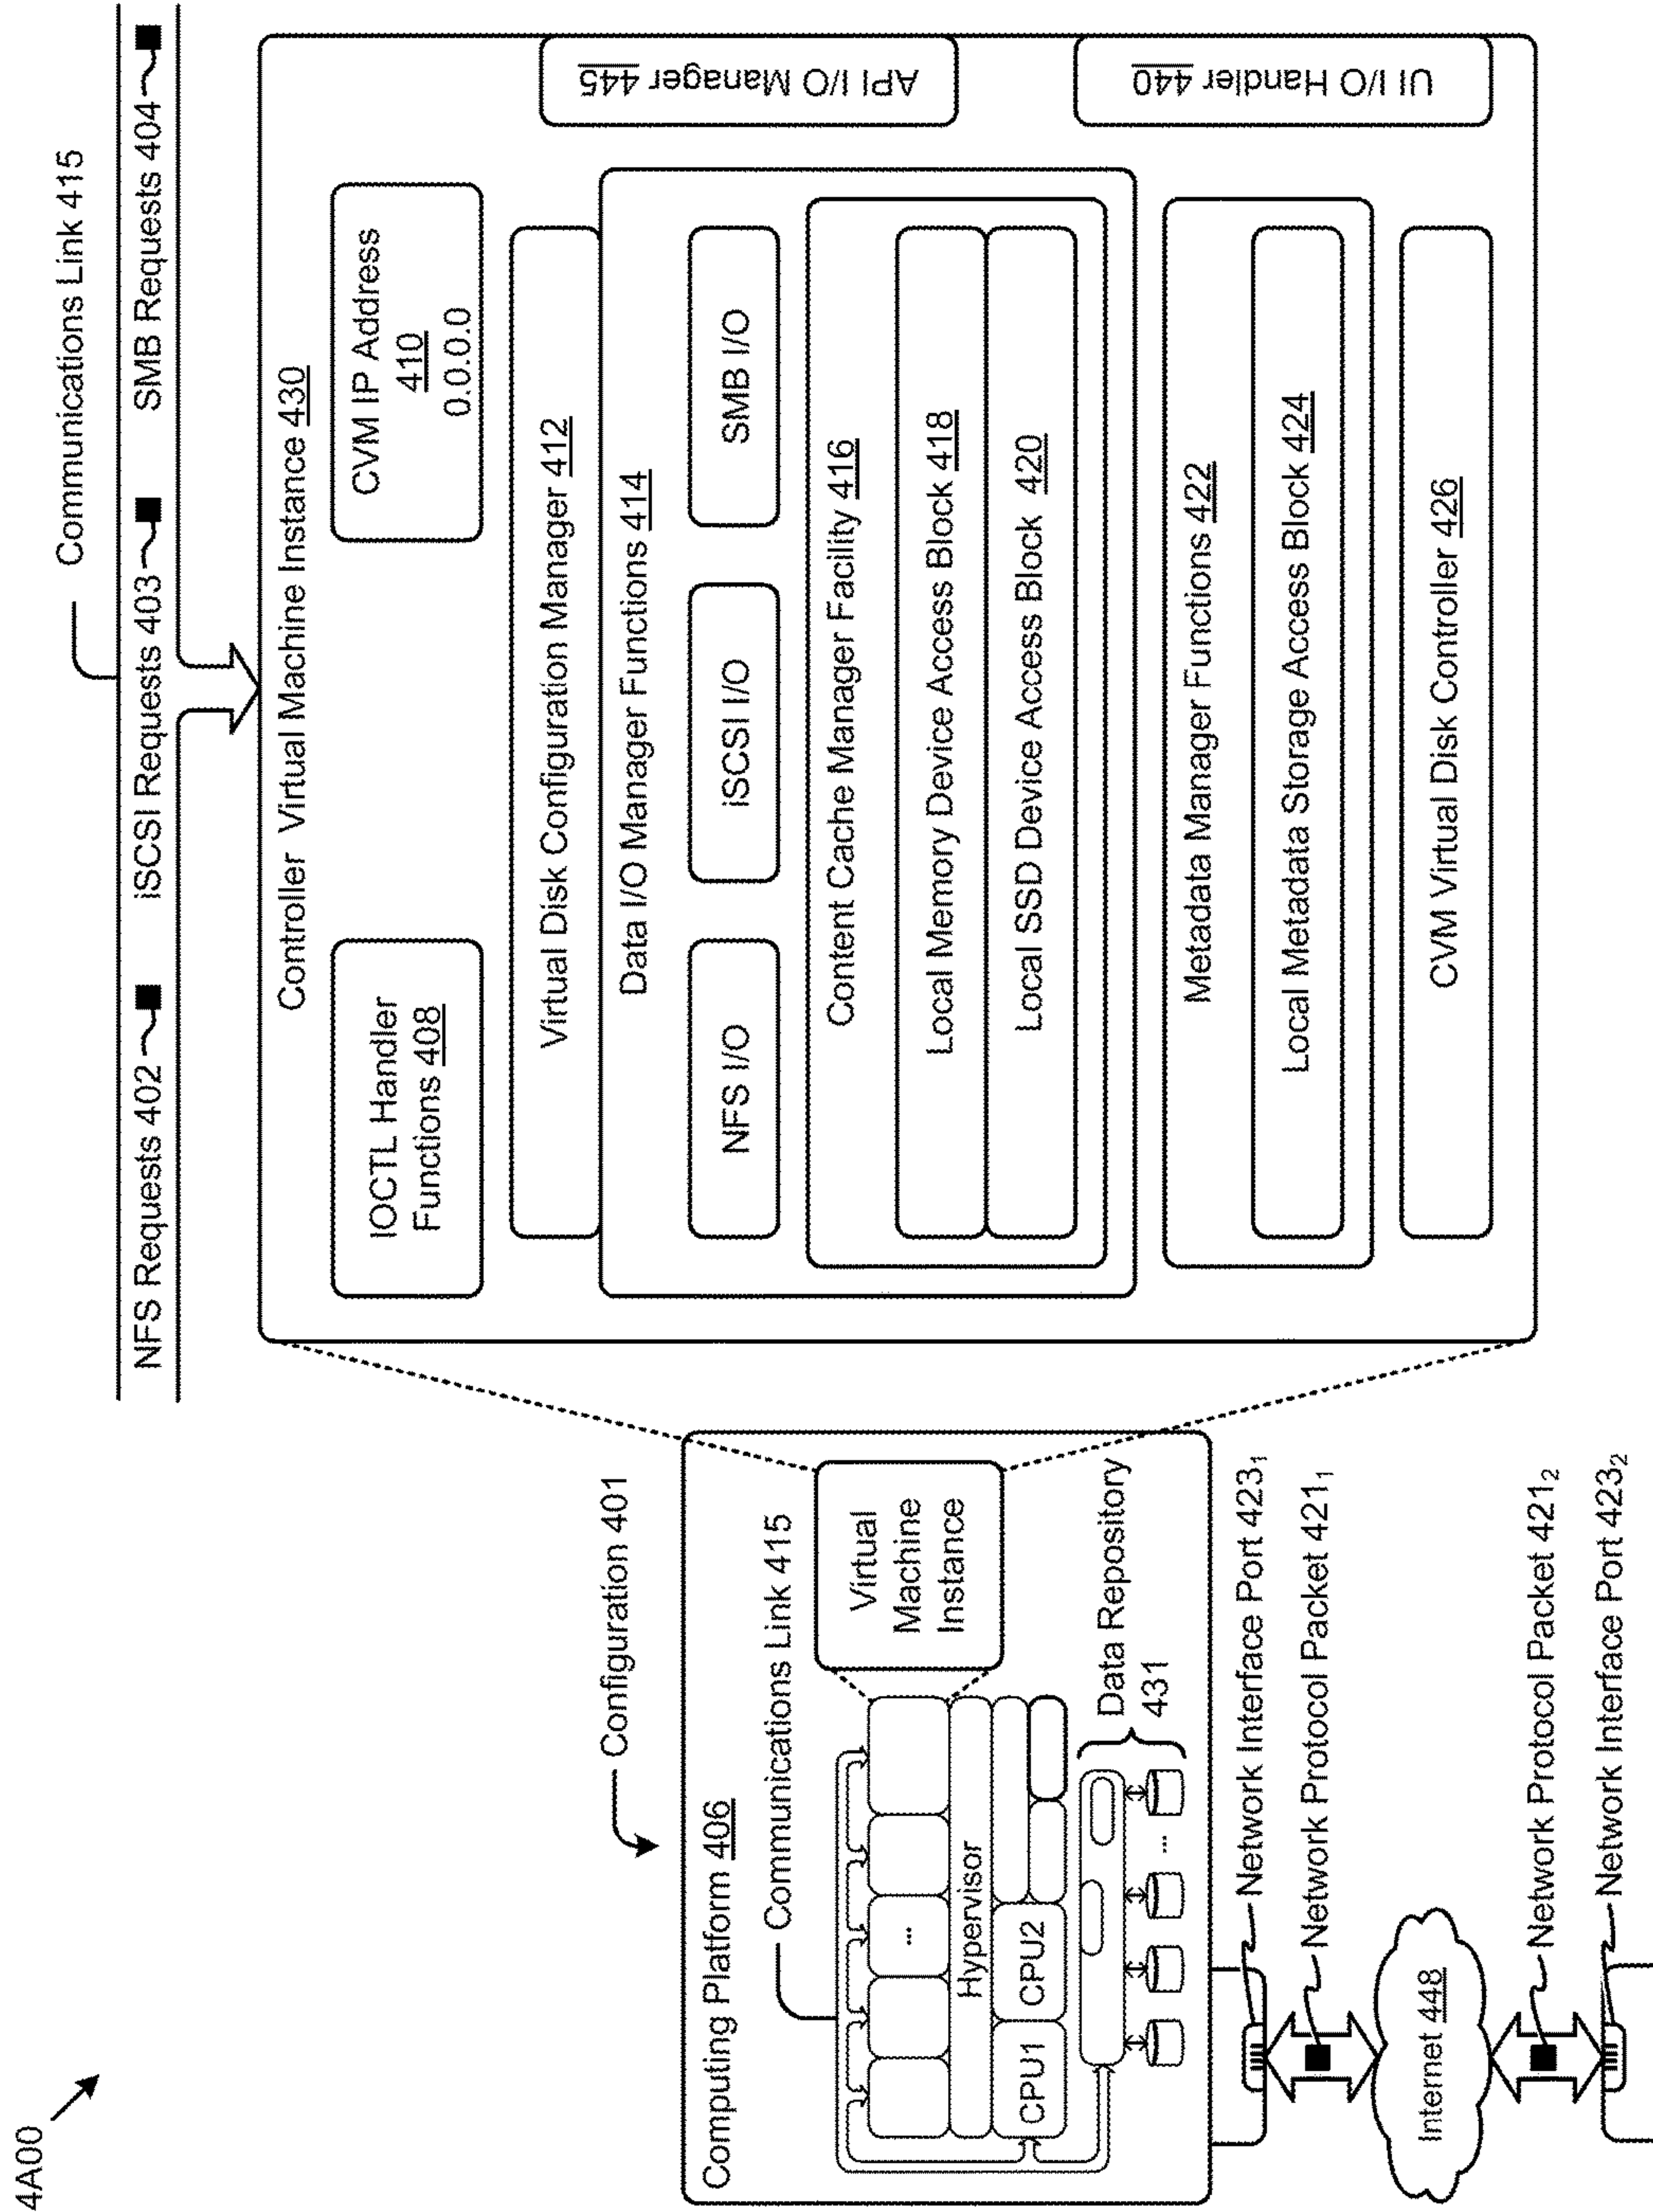 4A00
Communications Link 415
NFS Requests 402
iSCSI Requests 403
SMB Requests 404
Configuration 401
Computing Platform 406
Communications Link 415
...
Hypervisor
CPU1
CPU2
Virtual
Machine
Instance
Data Repository
431
...
Network Interface Port 423₁
Network Protocol Packet 421₁
Internet 448
Network Protocol Packet 421₂
Network Interface Port 423₂
Controller Virtual Machine Instance 430
IOCTL Handler
Functions 408
CVM IP Address
410
0.0.0.0
Virtual Disk Configuration Manager 412
Data I/O Manager Functions 414
NFS I/O
iSCSI I/O
SMB I/O
Content Cache Manager Facility 416
Local Memory Device Access Block 418
Local SSD Device Access Block 420
Metadata Manager Functions 422
Local Metadata Storage Access Block 424
CVM Virtual Disk Controller 426
API I/O Manager 445
UI I/O Handler 440